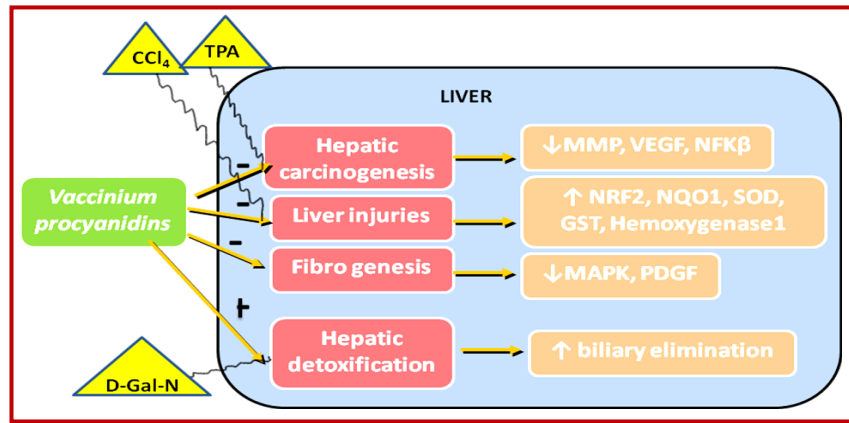 CCl₄
TPA
LIVER
Vaccinium
procyanidins
-
Hepatic
carcinogenesis
↓MMP, VEGF, NFKβ
-
Liver injuries
↑ NRF2, NQO1, SOD,
GST, Hemoxygenase1
-
Fibro genesis
↓MAPK, PDGF
+
Hepatic
detoxification
↑ biliary elimination
D-Gal-N